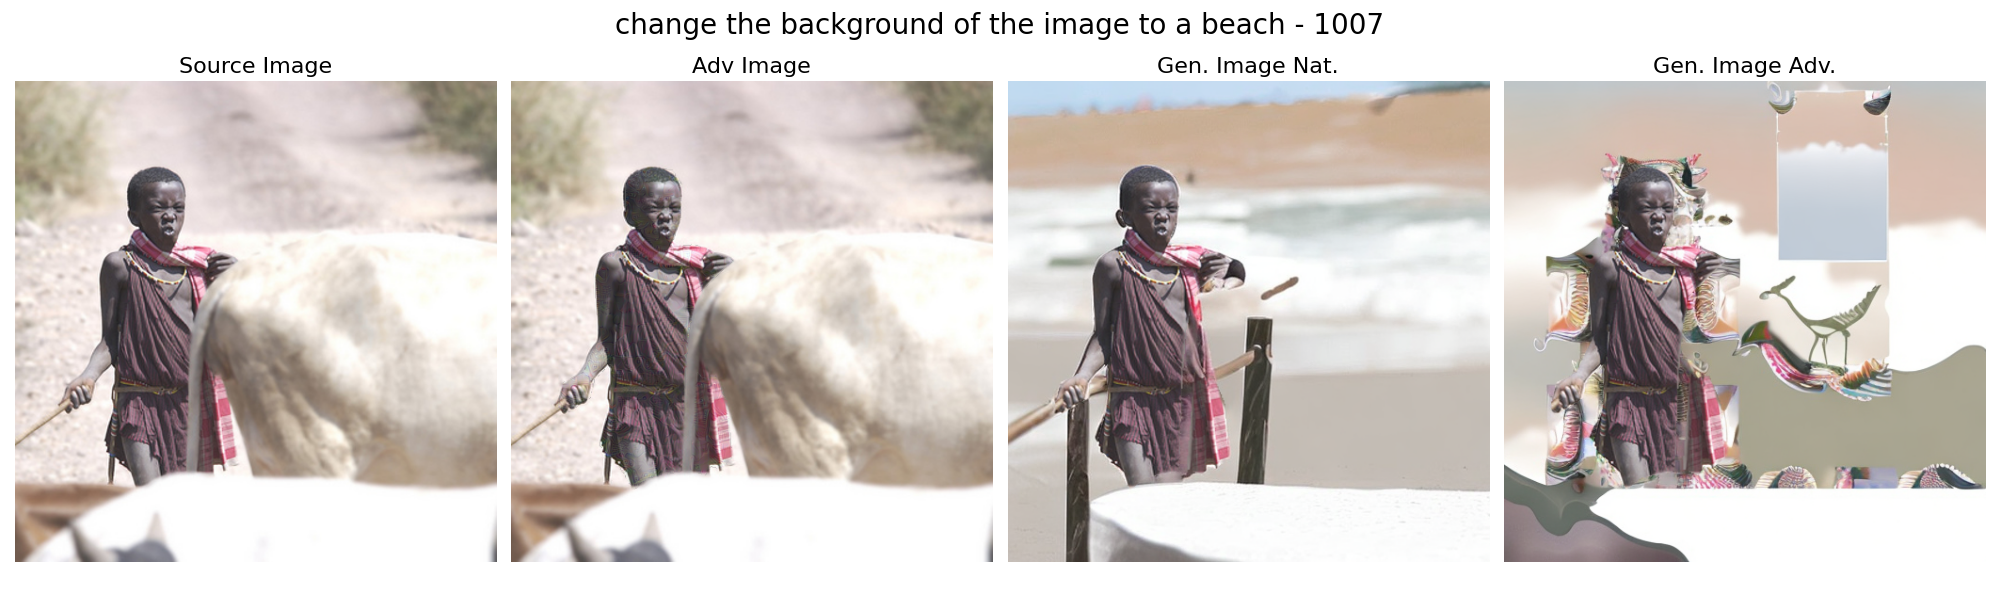 change the background of the image to a beach - 1007
Source Image
Adv Image
Gen. Image Nat.
Gen. Image Adv.